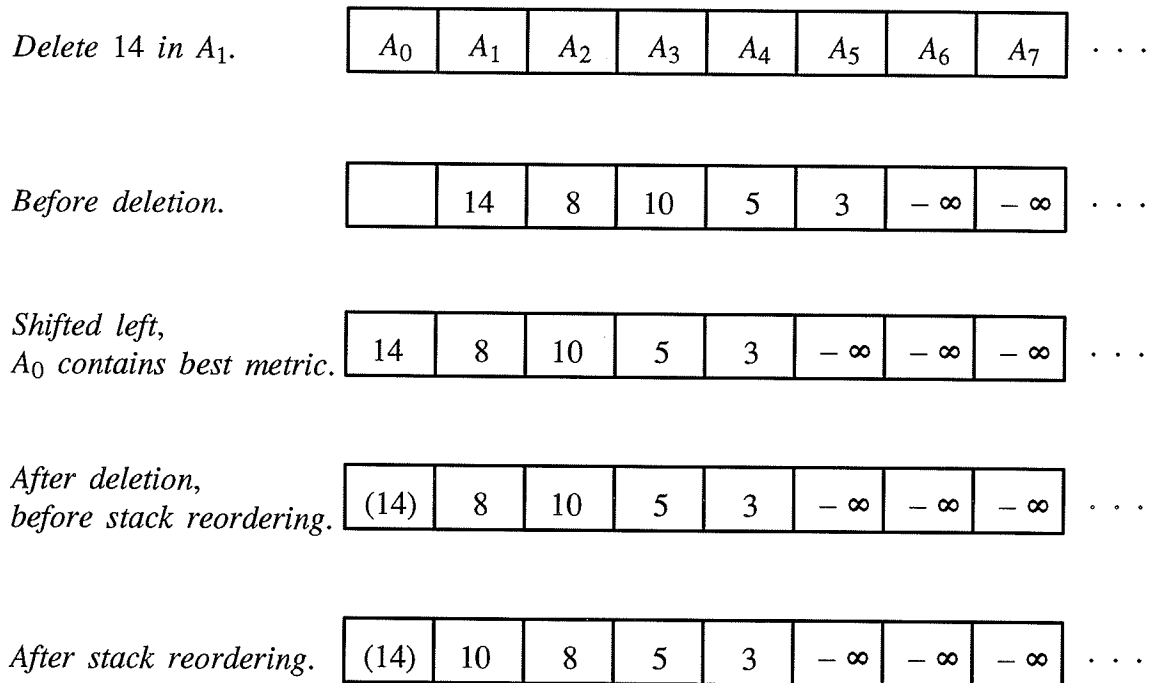 Delete 14 in A1. A0 A1 A2 A3 A4 A5 A6 A7 . . .
Before deletion. 14 8 10 5 3 – ∞ – ∞ . . .
Shifted left,
A0 contains best metric. 14 8 10 5 3 – ∞ – ∞ – ∞ . . .
After deletion,
before stack reordering. (14) 8 10 5 3 – ∞ – ∞ – ∞ . . .
After stack reordering. (14) 10 8 5 3 – ∞ – ∞ – ∞ . . .